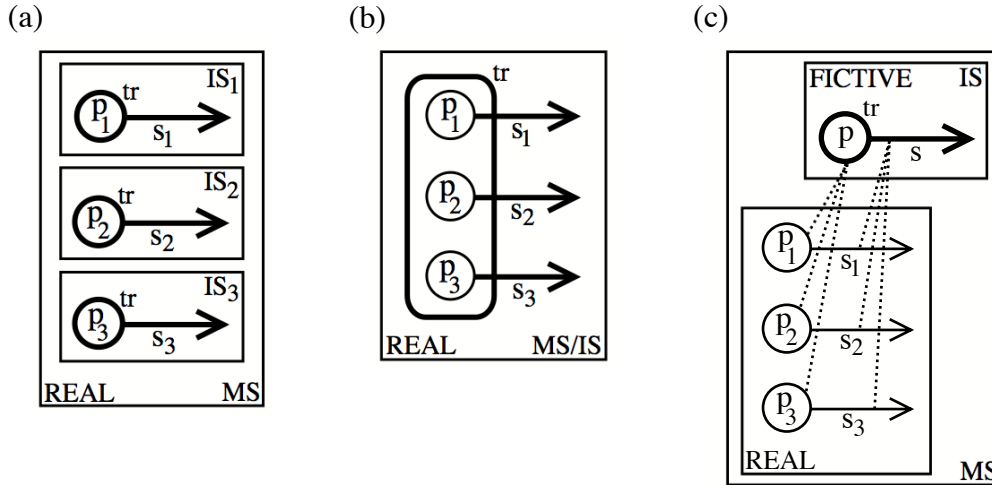 (a)
IS1
tr
p1
s1
IS2
tr
p2
s2
IS3
tr
p3
s3
REAL MS
(b)
tr
p1
s1
p2
s2
p3
s3
REAL MS/IS
(c)
FICTIVE IS
tr
p
s
p1
s1
p2
s2
p3
s3
REAL
MS